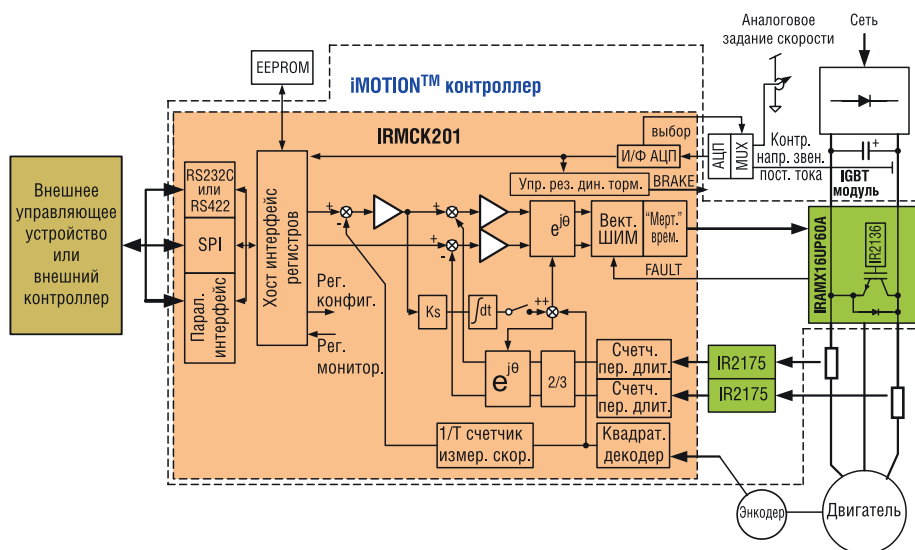 Аналоговое
задание скорости
Сеть
EEPROM
iMOTION™ контроллер
IRMCK201
выбор
И/Ф АЦП
АЦП
MUX
Контр.
напр. звен.
пост. тока
IGBT
модуль
Упр. рез. дин. торм.
BRAKE
Внешнее
управляющее
устройство
или
внешний
контроллер
RS232C
или
RS422
SPI
Парал.
интерфейс
Хост интерфейс
регистров
+
-
+
+
-
e^jθ
Вект.
ШИМ
"Мерт."
врем.
FAULT
IRAMX16UP60A
IR2136
+
Рег.
конфиг.
Рег.
монитор.
Ks
∫dt
++
e^jθ
2/3
Счетч.
пер. длит.
Счетч.
пер. длит.
IR2175
IR2175
1/T счетчик
измер. скор.
Квадрат.
декодер
Энкодер
Двигатель